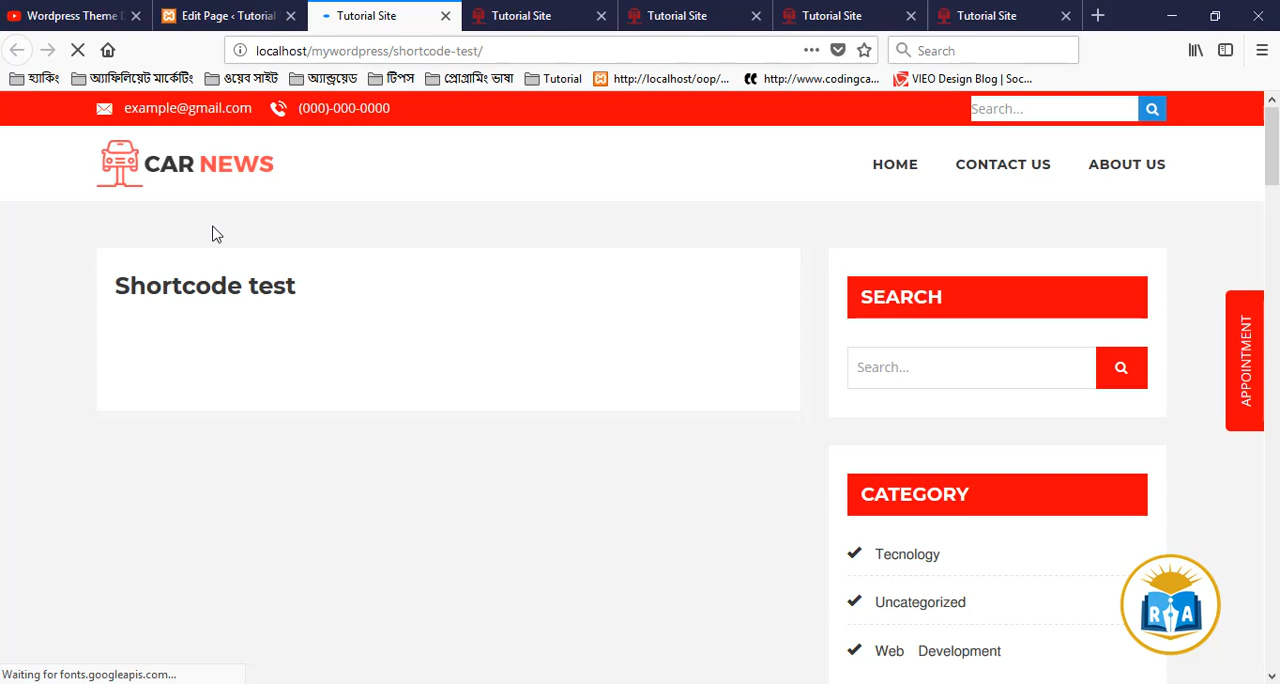 Wordpress Theme D
Edit Page ‹ Tutorial
Tutorial Site
Tutorial Site
Tutorial Site
Tutorial Site
Tutorial Site
localhost/mywordpress/shortcode-test/
Search
হ্যাকিং
অ্যাফিলিয়েট মার্কেটিং
ওয়েব সাইট
অ্যান্ড্রয়েড
টিপস
প্রোগ্রামিং ভাষা
Tutorial
http://localhost/oop/...
http://www.codingca...
VIEO Design Blog | Soc...
example@gmail.com
(000)-000-0000
Search...
CAR NEWS
HOME
CONTACT US
ABOUT US
Shortcode test
SEARCH
Search...
APPOINTMENT
CATEGORY
Tecnology
Uncategorized
Web Development
R A
Waiting for fonts.googleapis.com...